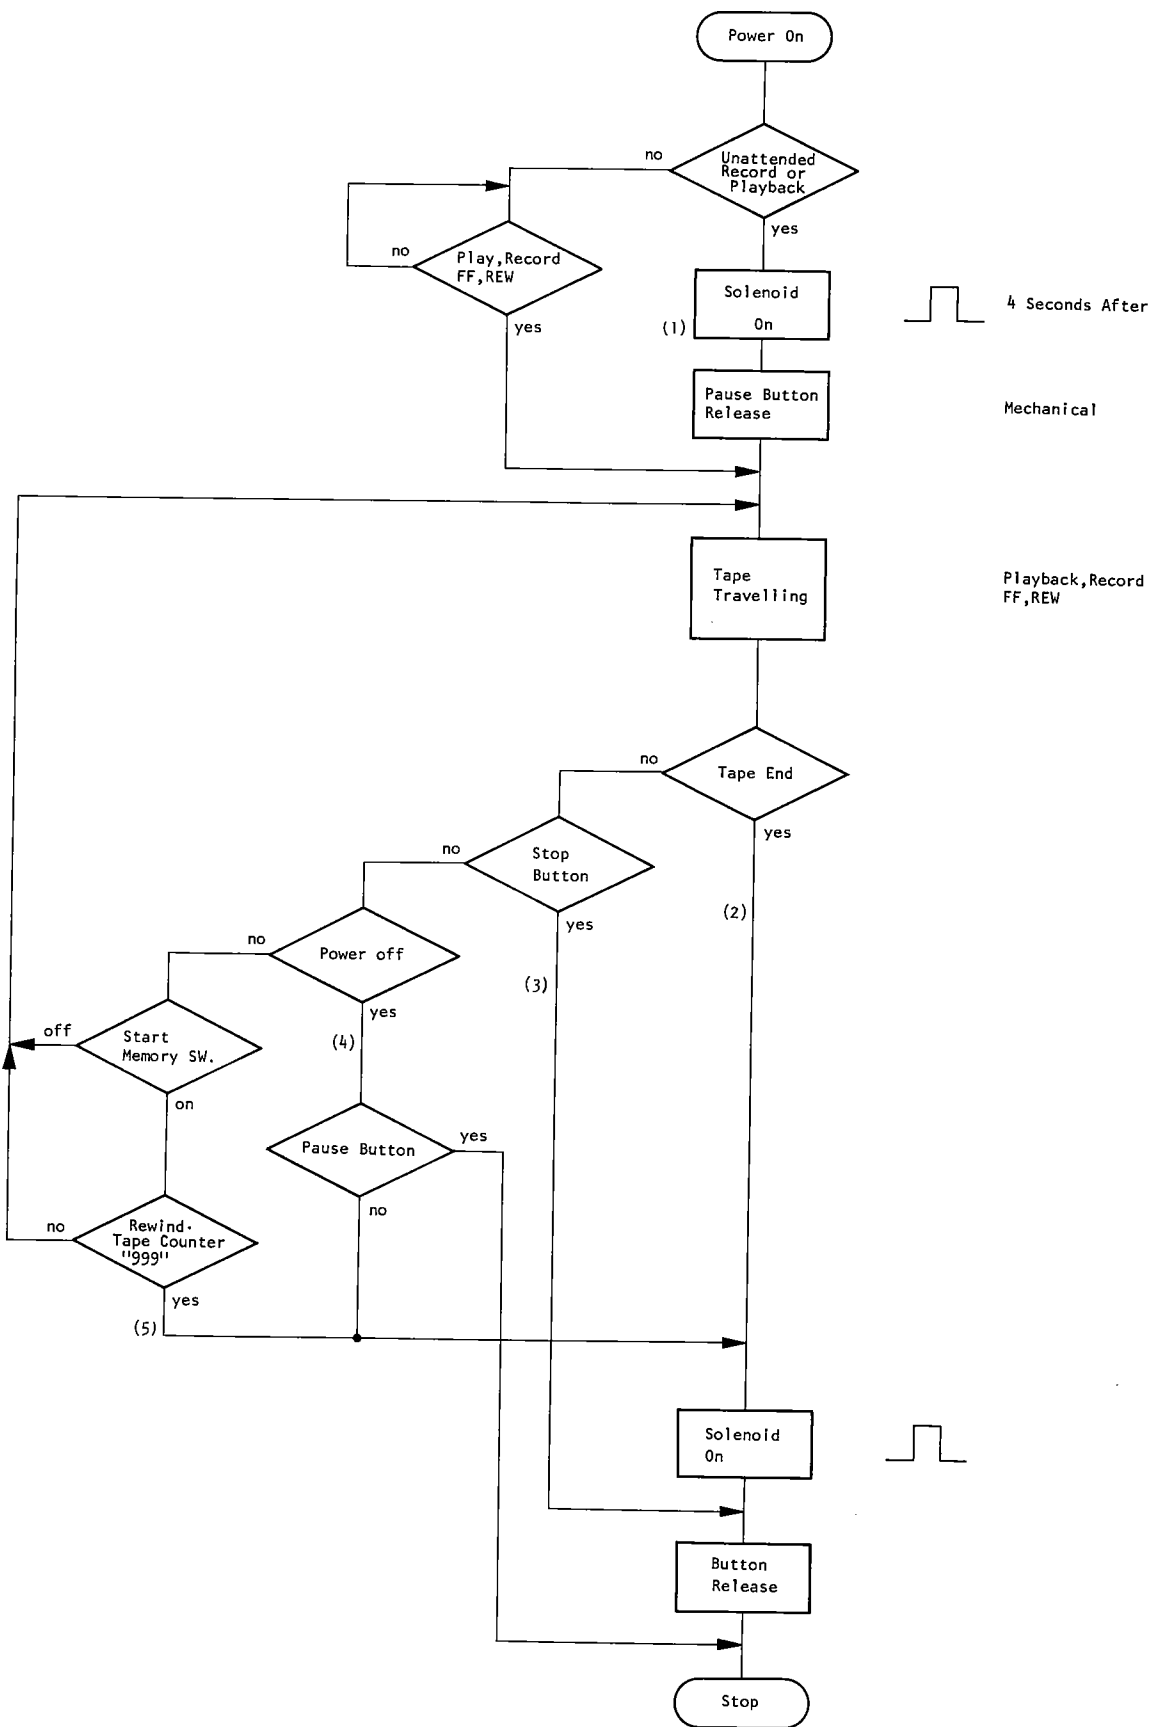 Power On
no
Unattended
Record or
Playback
yes
no
Play,Record
FF,REW
yes
Solenoid
On
(1)
4 Seconds After
Pause Button
Release
Mechanical
Tape
Travelling
Playback,Record
FF,REW
no
Tape End
yes
no
Stop
Button
yes
(2)
no
Power off
yes
(3)
off
Start
Memory SW.
on
(4)
Pause Button
yes
no
no
Rewind·
Tape Counter
"999"
yes
(5)
Solenoid
On
Button
Release
Stop